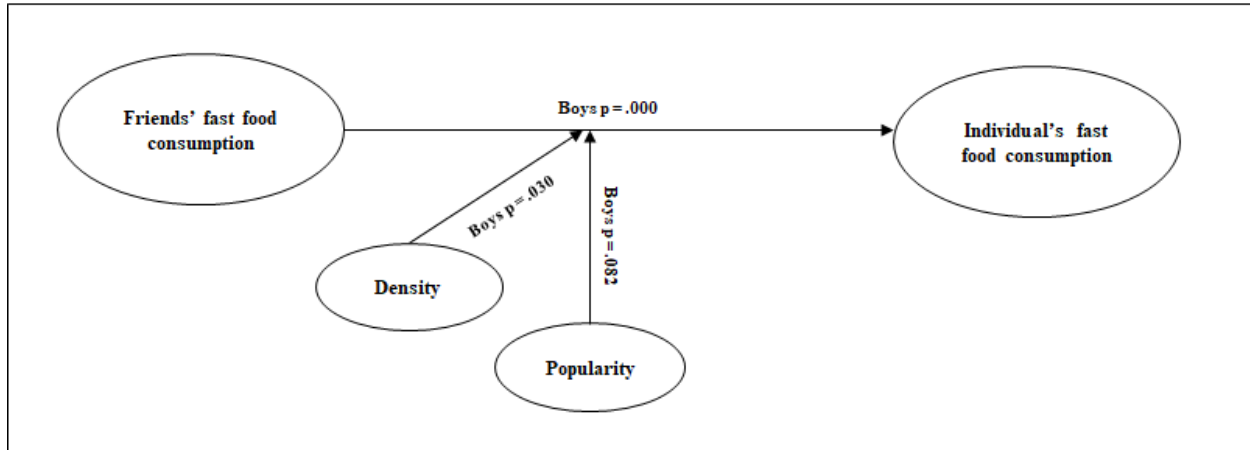 Boys p = .000
Friends’ fast food
consumption
Individual’s fast
food consumption
Boys p = .030
Boys p = .082
Density
Popularity